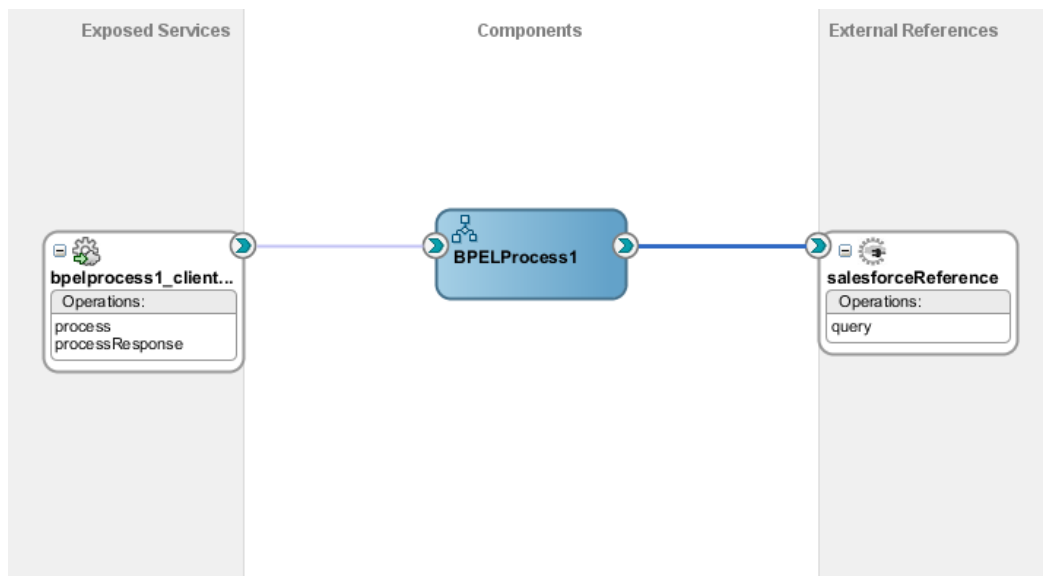 Exposed Services
Components
External References
bpelprocess1_client...
Operations:
process
processResponse
BPELProcess1
salesforceReference
Operations:
query